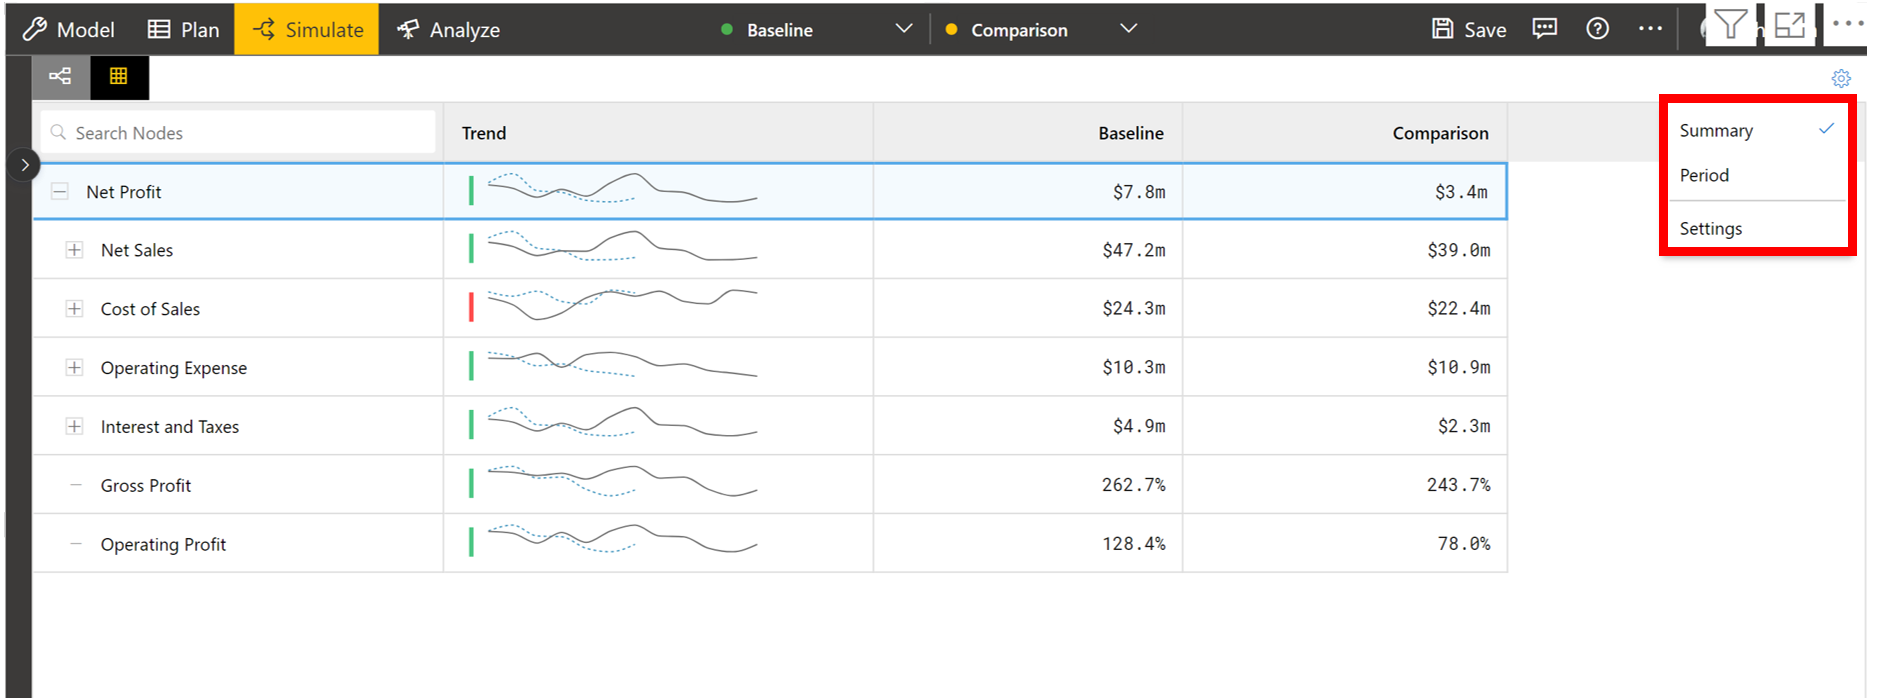 Model Plan Simulate Analyze Baseline Comparison Save
Search Nodes Trend Baseline Comparison
Summary
Period
Settings
Net Profit $7.8m $3.4m
Net Sales $47.2m $39.0m
Cost of Sales $24.3m $22.4m
Operating Expense $10.3m $10.9m
Interest and Taxes $4.9m $2.3m
Gross Profit 262.7% 243.7%
Operating Profit 128.4% 78.0%